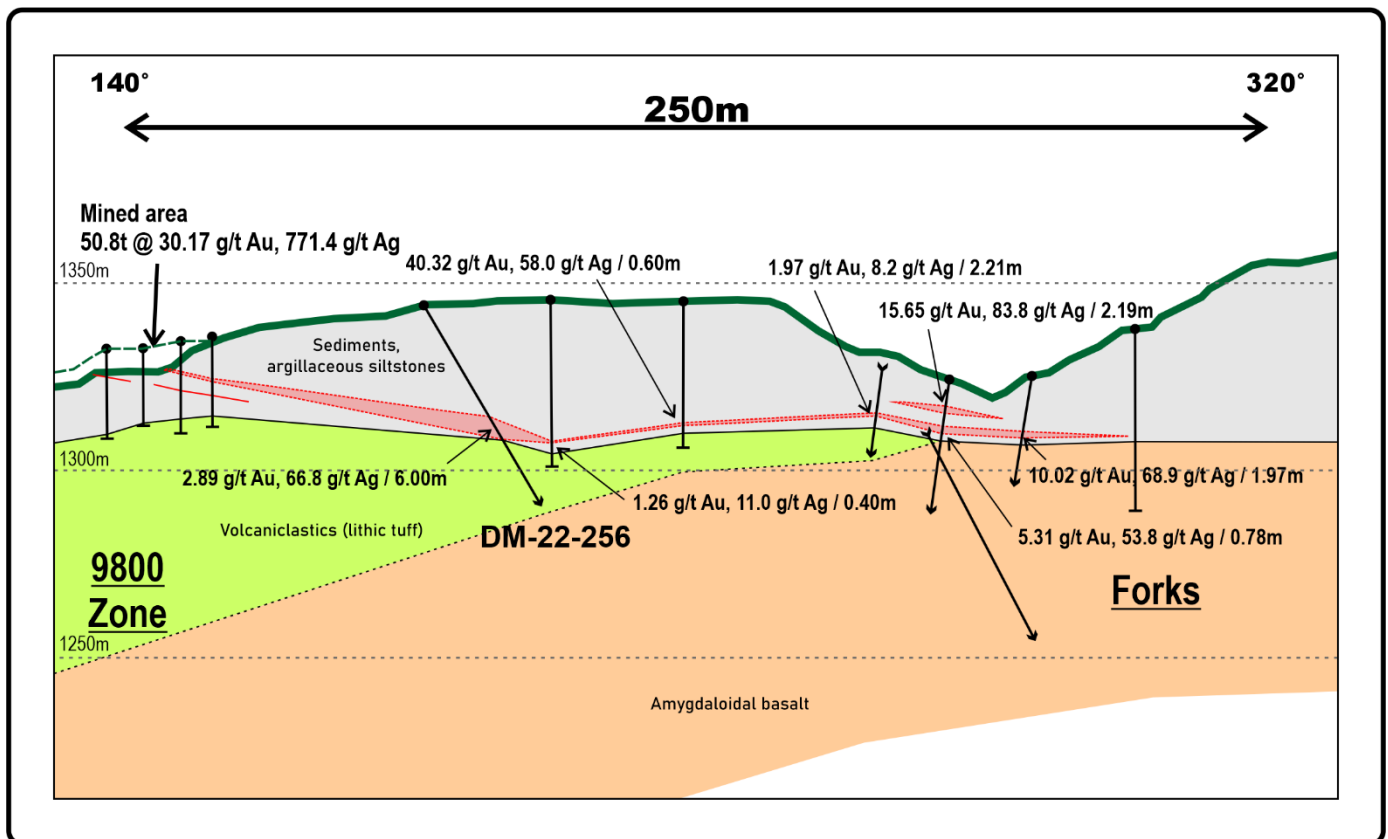 140°
320°
250m
Mined area
50.8t @ 30.17 g/t Au, 771.4 g/t Ag
1350m
40.32 g/t Au, 58.0 g/t Ag / 0.60m
1.97 g/t Au, 8.2 g/t Ag / 2.21m
15.65 g/t Au, 83.8 g/t Ag / 2.19m
Sediments,
argillaceous siltstones
1300m
2.89 g/t Au, 66.8 g/t Ag / 6.00m
1.26 g/t Au, 11.0 g/t Ag / 0.40m
10.02 g/t Au, 68.9 g/t Ag / 1.97m
Volcaniclastics (lithic tuff)
DM-22-256
5.31 g/t Au, 53.8 g/t Ag / 0.78m
9800
Zone
Forks
1250m
Amygdaloidal basalt